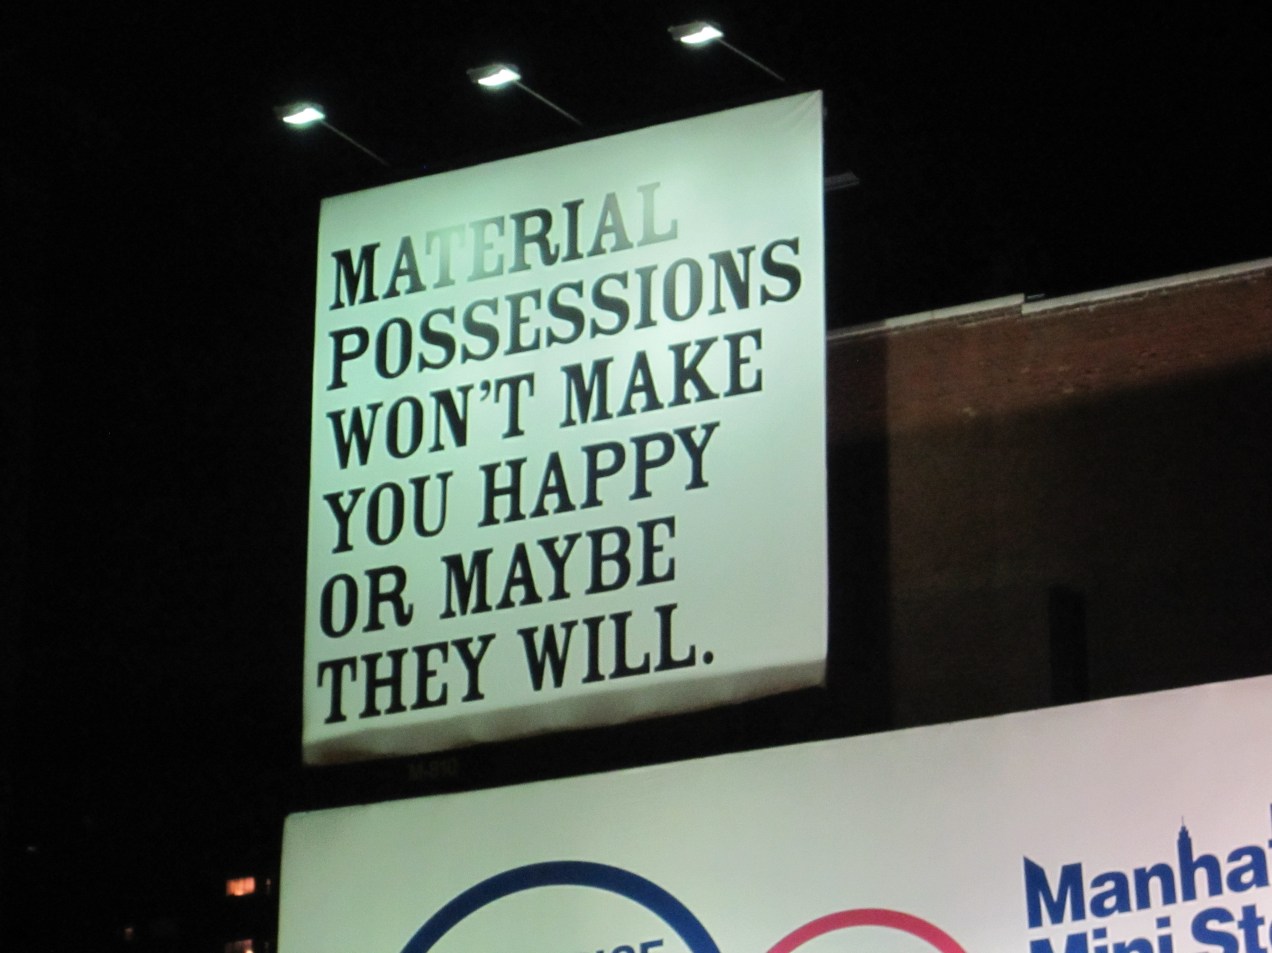 MATERIAL
POSSESSIONS
WON'T MAKE
YOU HAPPY
OR MAYBE
THEY WILL.